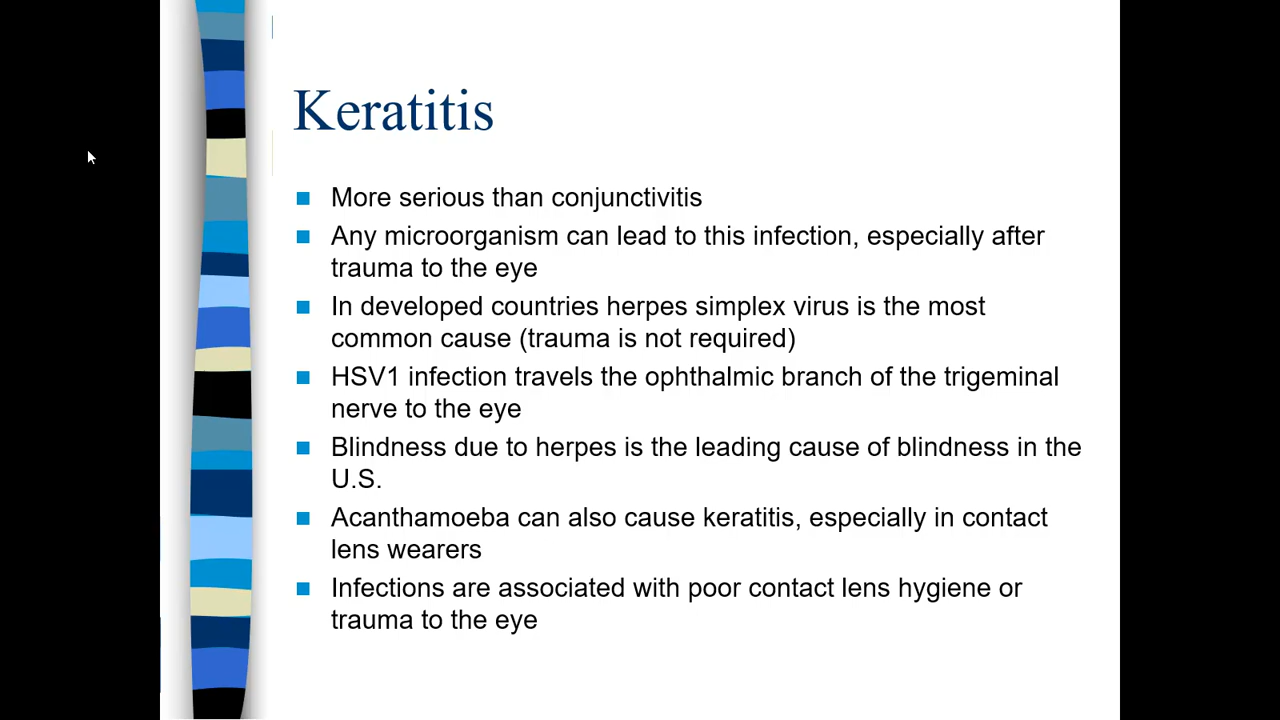 Keratitis
More serious than conjunctivitis
Any microorganism can lead to this infection, especially after
trauma to the eye
In developed countries herpes simplex virus is the most
common cause (trauma is not required)
HSV1 infection travels the ophthalmic branch of the trigeminal
nerve to the eye
Blindness due to herpes is the leading cause of blindness in the
U.S.
Acanthamoeba can also cause keratitis, especially in contact
lens wearers
Infections are associated with poor contact lens hygiene or
trauma to the eye